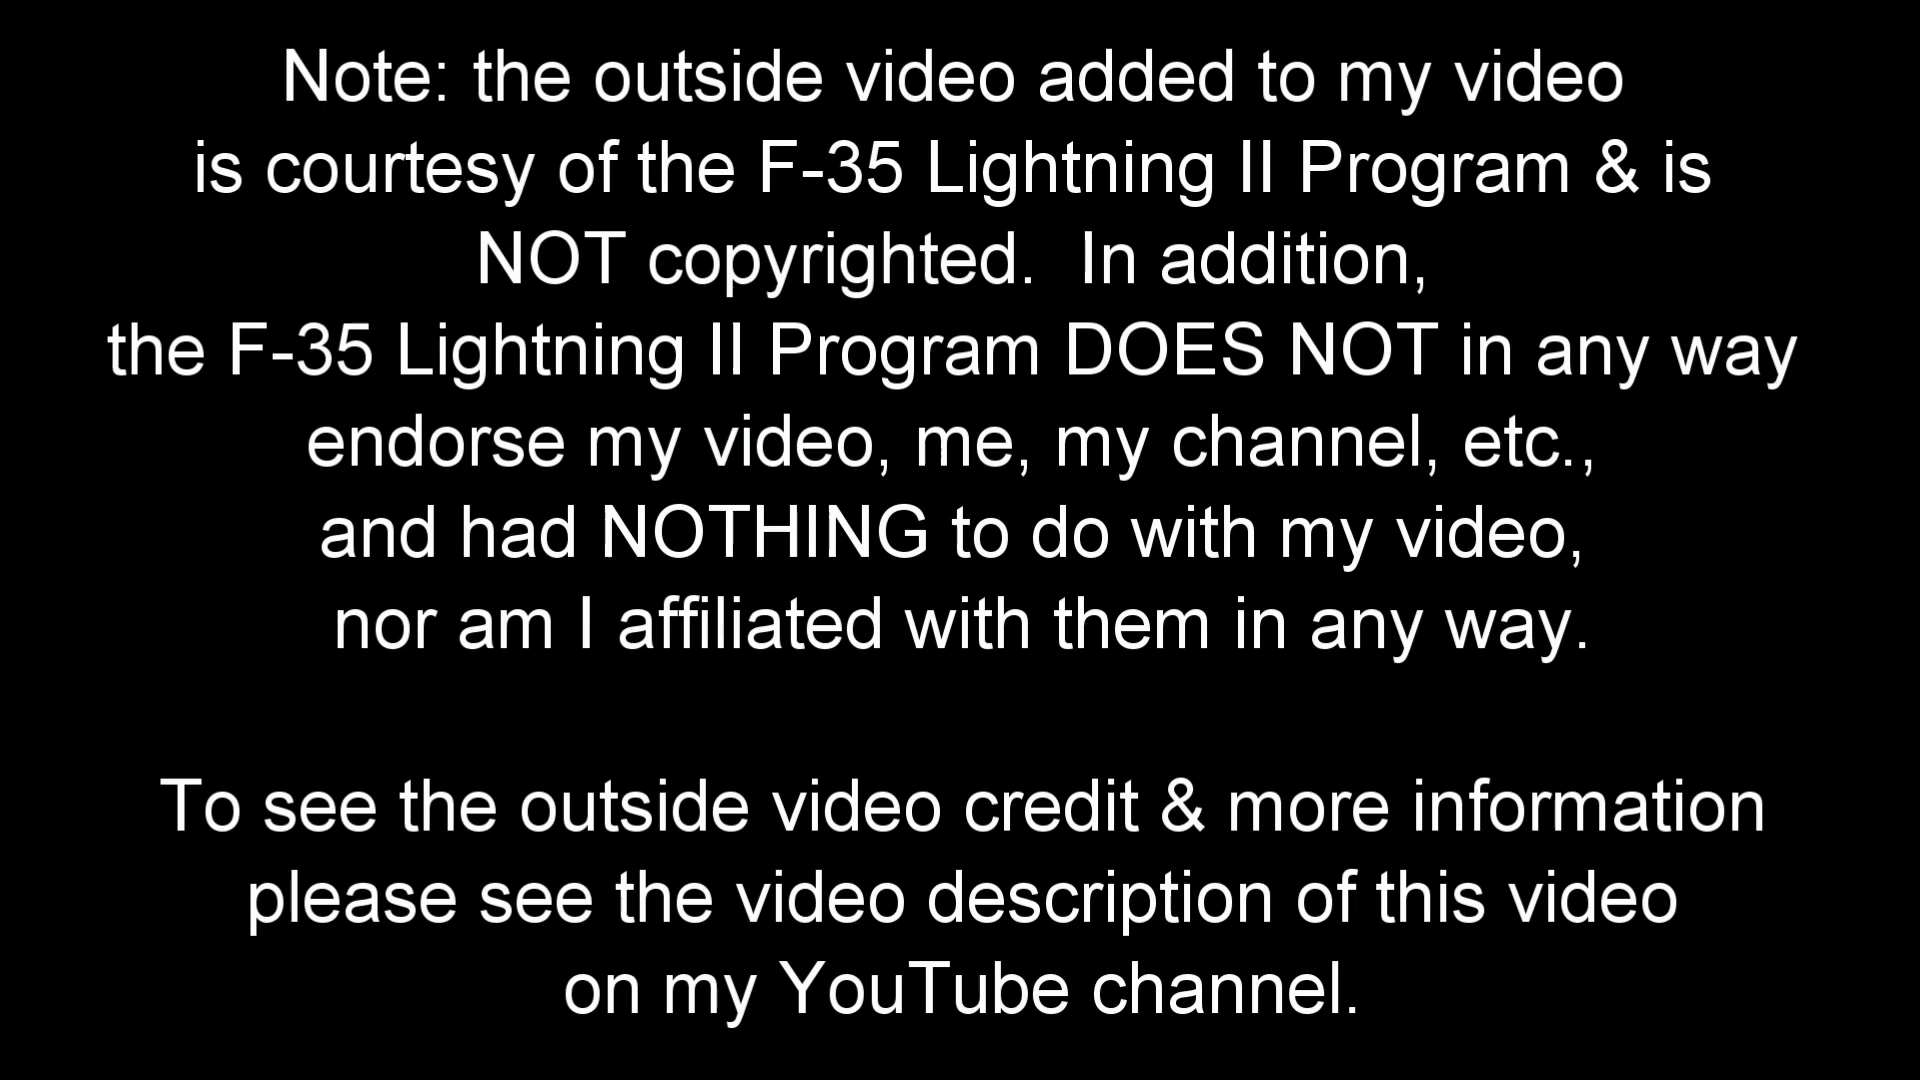 Note: the outside video added to my video
is courtesy of the F-35 Lightning II Program & is
NOT copyrighted.  In addition,
the F-35 Lightning II Program DOES NOT in any way
endorse my video, me, my channel, etc.,
and had NOTHING to do with my video,
nor am I affiliated with them in any way.
To see the outside video credit & more information
please see the video description of this video
on my YouTube channel.